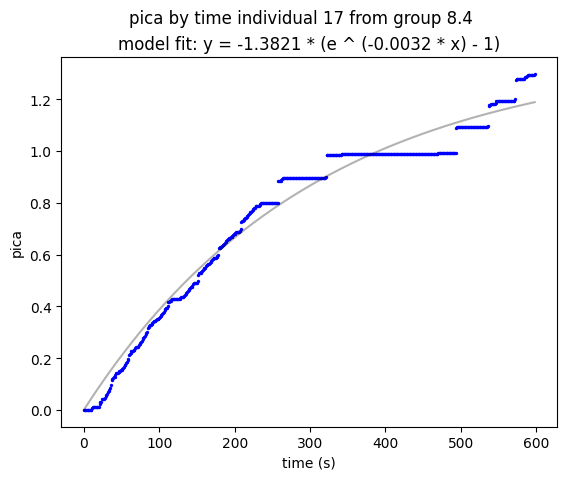 pica by time individual 17 from group 8.4
model fit: y = -1.3821 * (e ^ (-0.0032 * x) - 1)
1.2
1.0
0.8
0.6
0.4
0.2
0.0
pica
0 100 200 300 400 500 600
time (s)